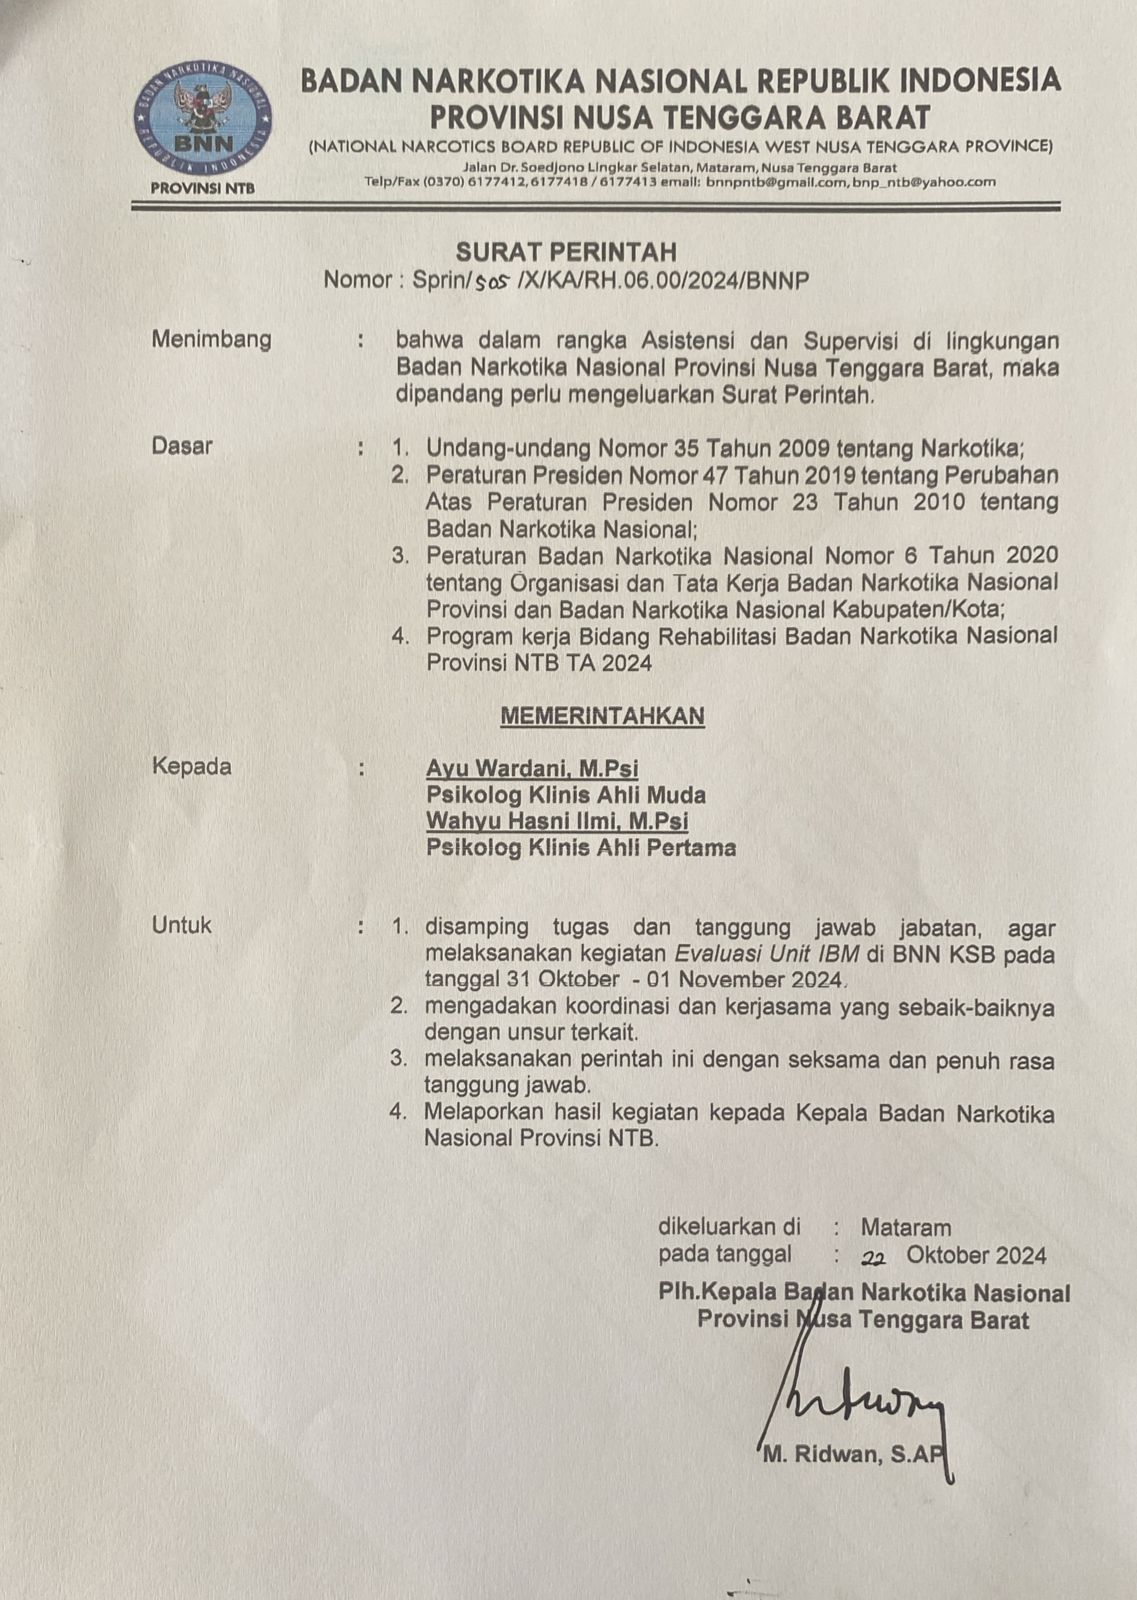 BADAN NARKOTIKA NASIONAL
REPUBLIK INDONESIA
BNN
PROVINSI NTB
BADAN NARKOTIKA NASIONAL REPUBLIK INDONESIA
PROVINSI NUSA TENGGARA BARAT
(NATIONAL NARCOTICS BOARD REPUBLIC OF INDONESIA WEST NUSA TENGGARA PROVINCE)
Jalan Dr. Soedjono Lingkar Selatan, Mataram, Nusa Tenggara Barat
Telp/Fax (0370) 6177412, 6177418 / 6177413 email: bnnpntb@gmail.com, bnp_ntb@yahoo.com
SURAT PERINTAH
Nomor : Sprin/505 /X/KA/RH.06.00/2024/BNNP
Menimbang : bahwa dalam rangka Asistensi dan Supervisi di lingkungan
Badan Narkotika Nasional Provinsi Nusa Tenggara Barat, maka
dipandang perlu mengeluarkan Surat Perintah.
Dasar : 1. Undang-undang Nomor 35 Tahun 2009 tentang Narkotika;
2. Peraturan Presiden Nomor 47 Tahun 2019 tentang Perubahan
Atas Peraturan Presiden Nomor 23 Tahun 2010 tentang
Badan Narkotika Nasional;
3. Peraturan Badan Narkotika Nasional Nomor 6 Tahun 2020
tentang Organisasi dan Tata Kerja Badan Narkotika Nasional
Provinsi dan Badan Narkotika Nasional Kabupaten/Kota;
4. Program kerja Bidang Rehabilitasi Badan Narkotika Nasional
Provinsi NTB TA 2024
MEMERINTAHKAN
Kepada : Ayu Wardani, M.Psi
Psikolog Klinis Ahli Muda
Wahyu Hasni Ilmi, M.Psi
Psikolog Klinis Ahli Pertama
Untuk : 1. disamping tugas dan tanggung jawab jabatan, agar
melaksanakan kegiatan Evaluasi Unit IBM di BNN KSB pada
tanggal 31 Oktober - 01 November 2024.
2. mengadakan koordinasi dan kerjasama yang sebaik-baiknya
dengan unsur terkait.
3. melaksanakan perintah ini dengan seksama dan penuh rasa
tanggung jawab.
4. Melaporkan hasil kegiatan kepada Kepala Badan Narkotika
Nasional Provinsi NTB.
dikeluarkan di : Mataram
pada tanggal : 22 Oktober 2024
Plh.Kepala Badan Narkotika Nasional
Provinsi Nusa Tenggara Barat
M. Ridwan, S.AP